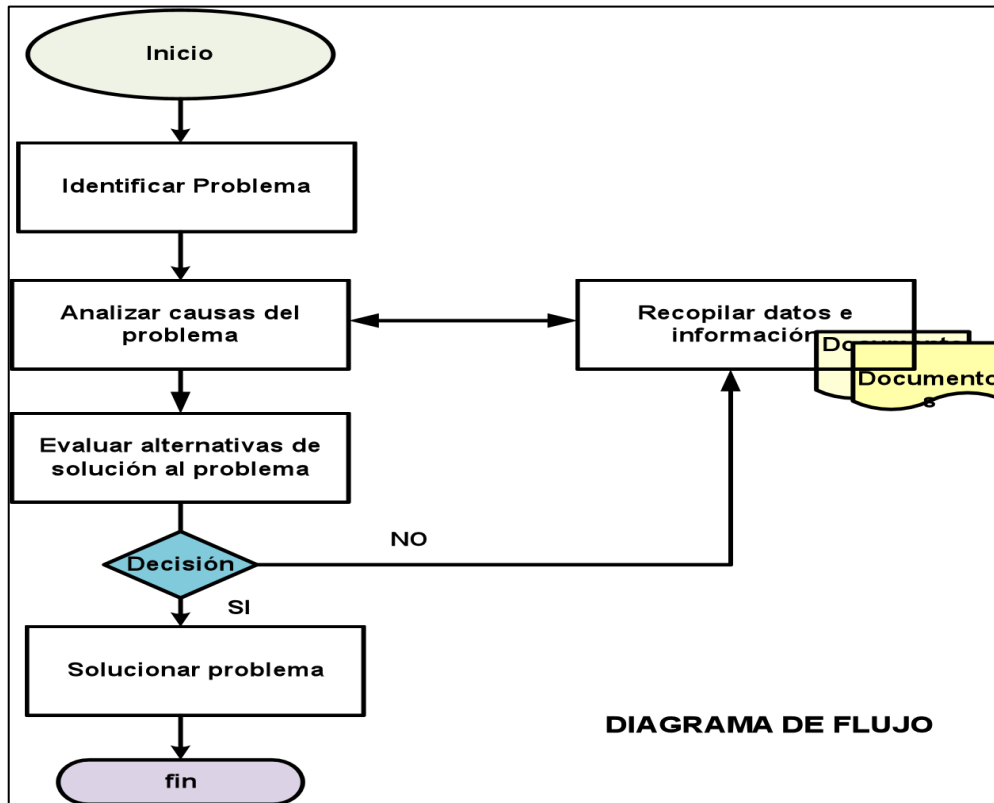 Inicio
Identificar Problema
Analizar causas del
problema
Recopilar datos e
información
Documento
Documento
s
Evaluar alternativas de
solución al problema
Decisión
NO
SI
Solucionar problema
DIAGRAMA DE FLUJO
fin